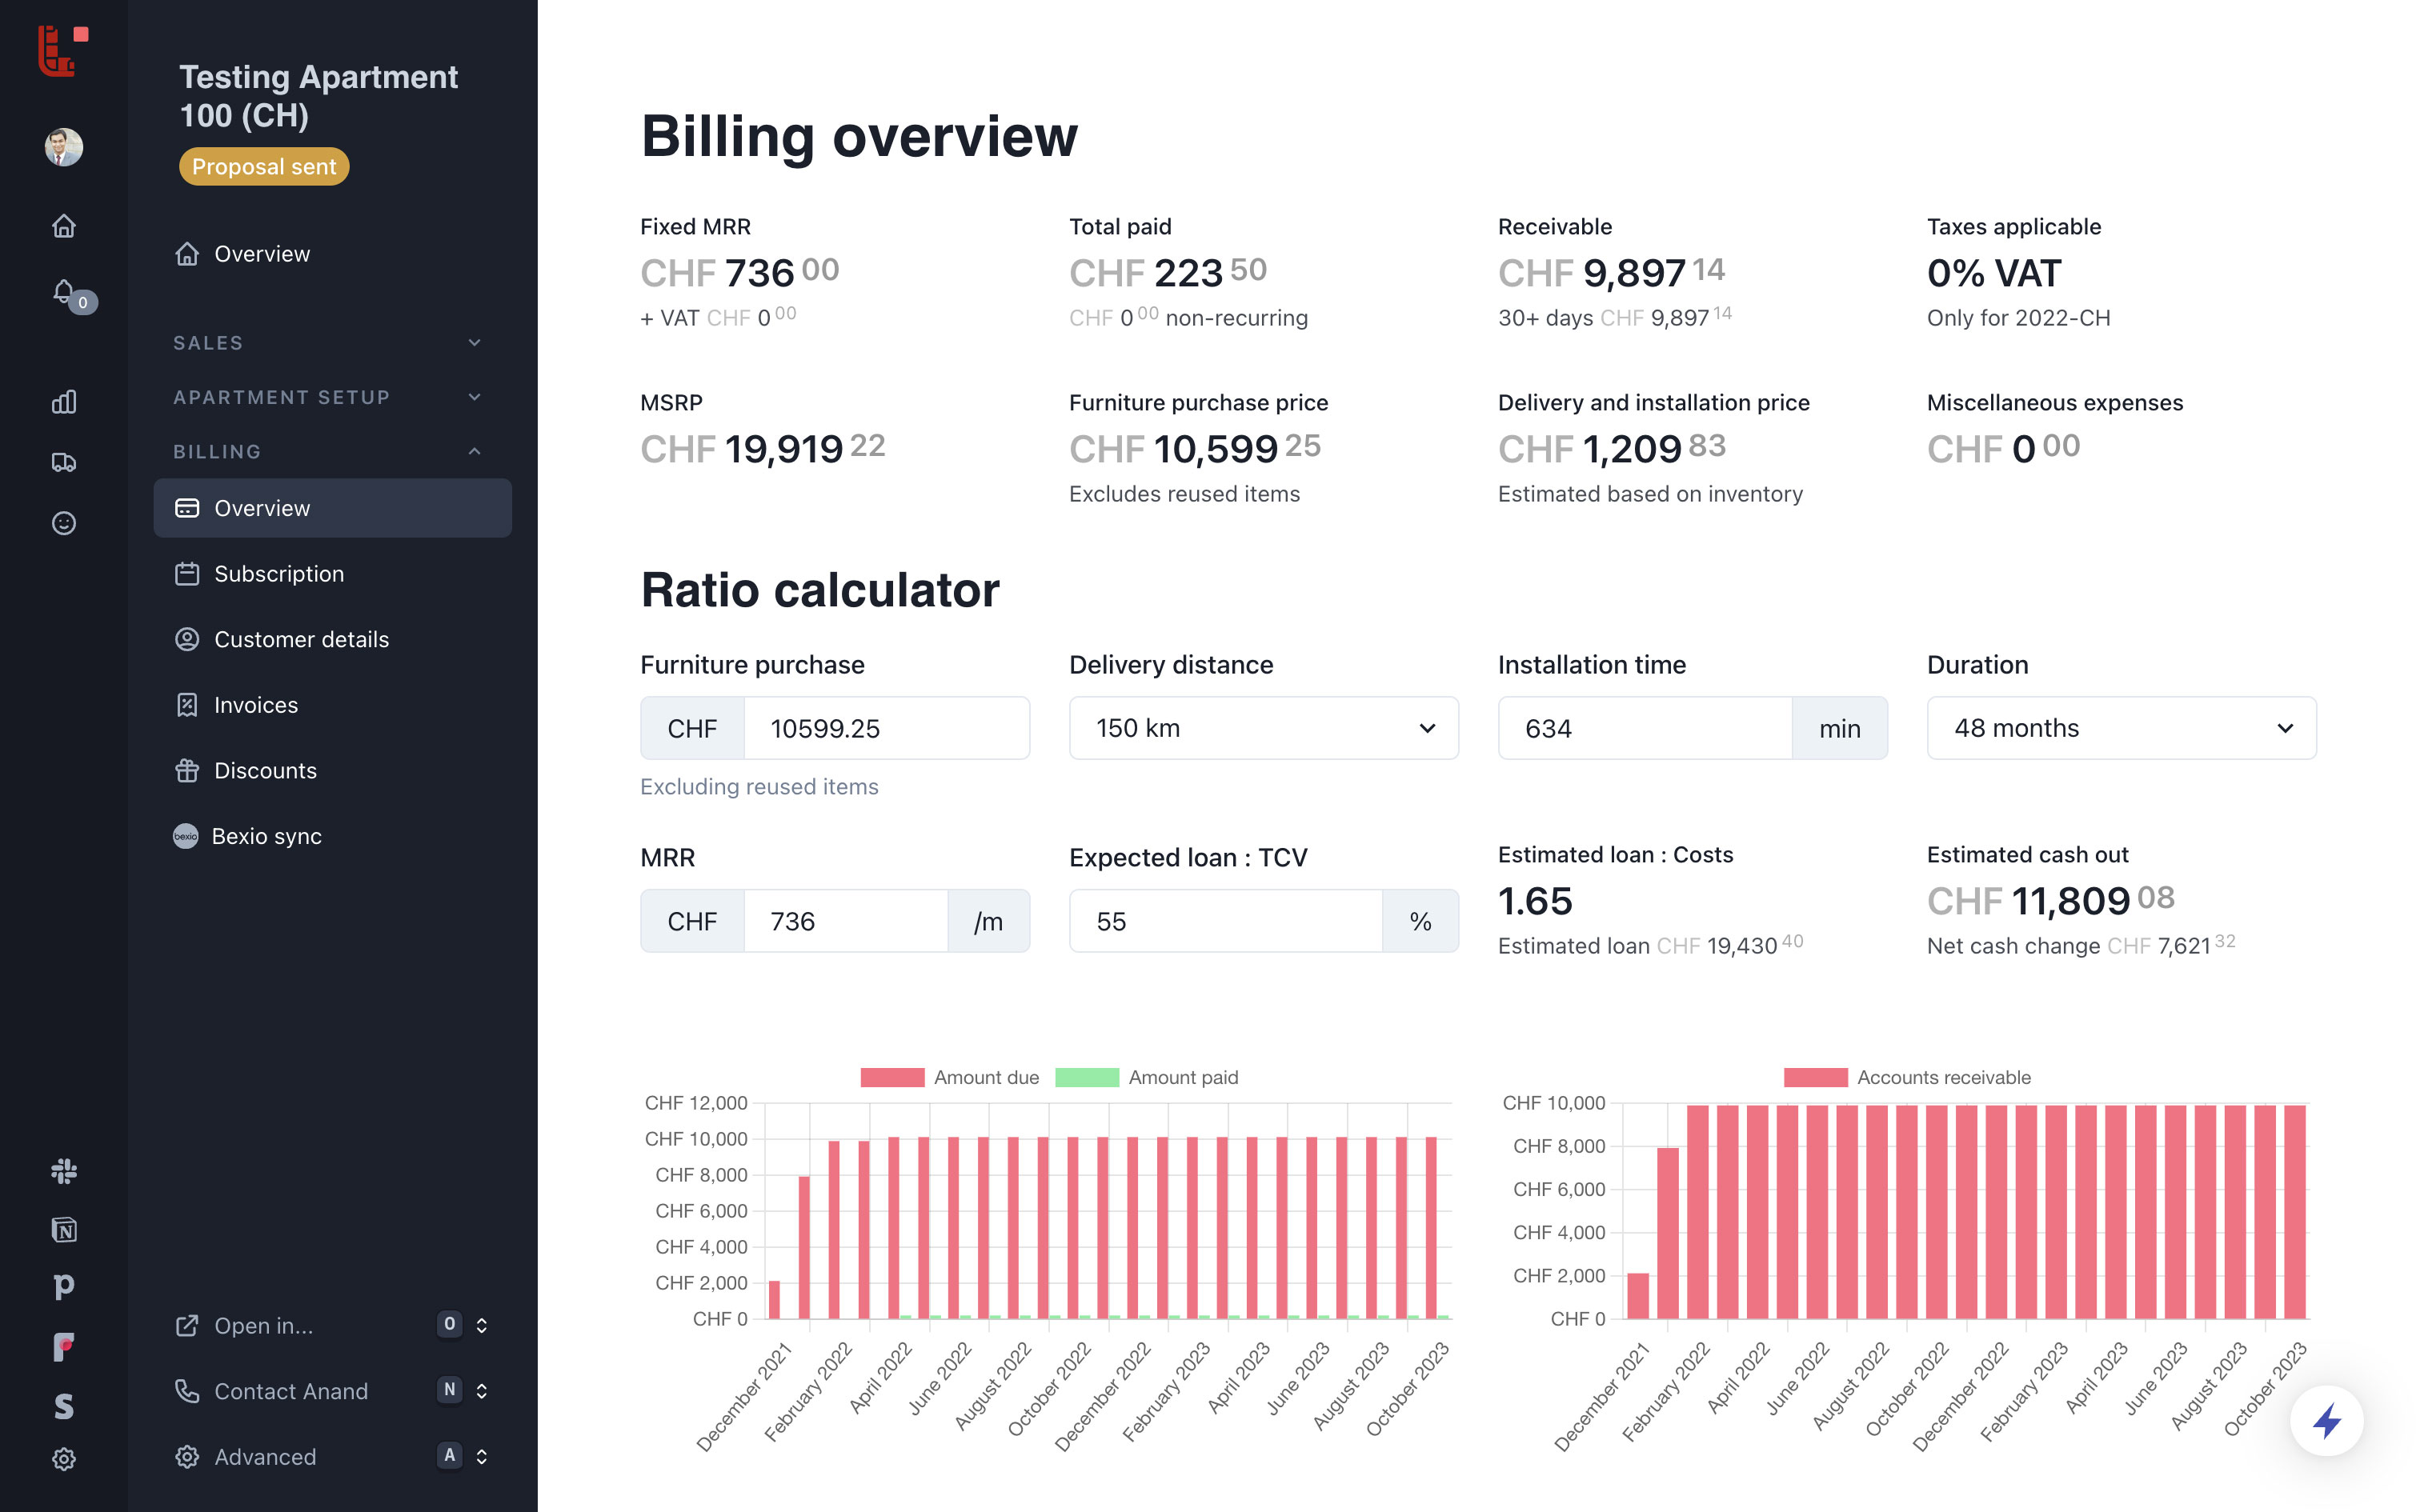 Testing Apartment
100 (CH)
Proposal sent
0
Overview
SALES
APARTMENT SETUP
BILLING
Overview
Subscription
Customer details
Invoices
Discounts
bexio Bexio sync
Open in... O
Contact Anand N
Advanced A
Billing overview
Fixed MRR
CHF 736 00
+ VAT CHF 0 00
Total paid
CHF 223 50
CHF 0 00 non-recurring
Receivable
CHF 9,897 14
30+ days CHF 9,897 14
Taxes applicable
0% VAT
Only for 2022-CH
MSRP
CHF 19,919 22
Furniture purchase price
CHF 10,599 25
Excludes reused items
Delivery and installation price
CHF 1,209 83
Estimated based on inventory
Miscellaneous expenses
CHF 0 00
Ratio calculator
Furniture purchase
CHF 10599.25
Excluding reused items
Delivery distance
150 km
Installation time
634 min
Duration
48 months
MRR
CHF 736 /m
Expected loan : TCV
55 %
Estimated loan : Costs
1.65
Estimated loan CHF 19,430 40
Estimated cash out
CHF 11,809 08
Net cash change CHF 7,621 32
Amount due Amount paid
CHF 12,000
CHF 10,000
CHF 8,000
CHF 6,000
CHF 4,000
CHF 2,000
CHF 0
December 2021
February 2022
April 2022
June 2022
August 2022
October 2022
December 2022
February 2023
April 2023
June 2023
August 2023
October 2023
Accounts receivable
CHF 10,000
CHF 8,000
CHF 6,000
CHF 4,000
CHF 2,000
CHF 0
December 2021
February 2022
April 2022
June 2022
August 2022
October 2022
December 2022
February 2023
April 2023
June 2023
August 2023
October 2023